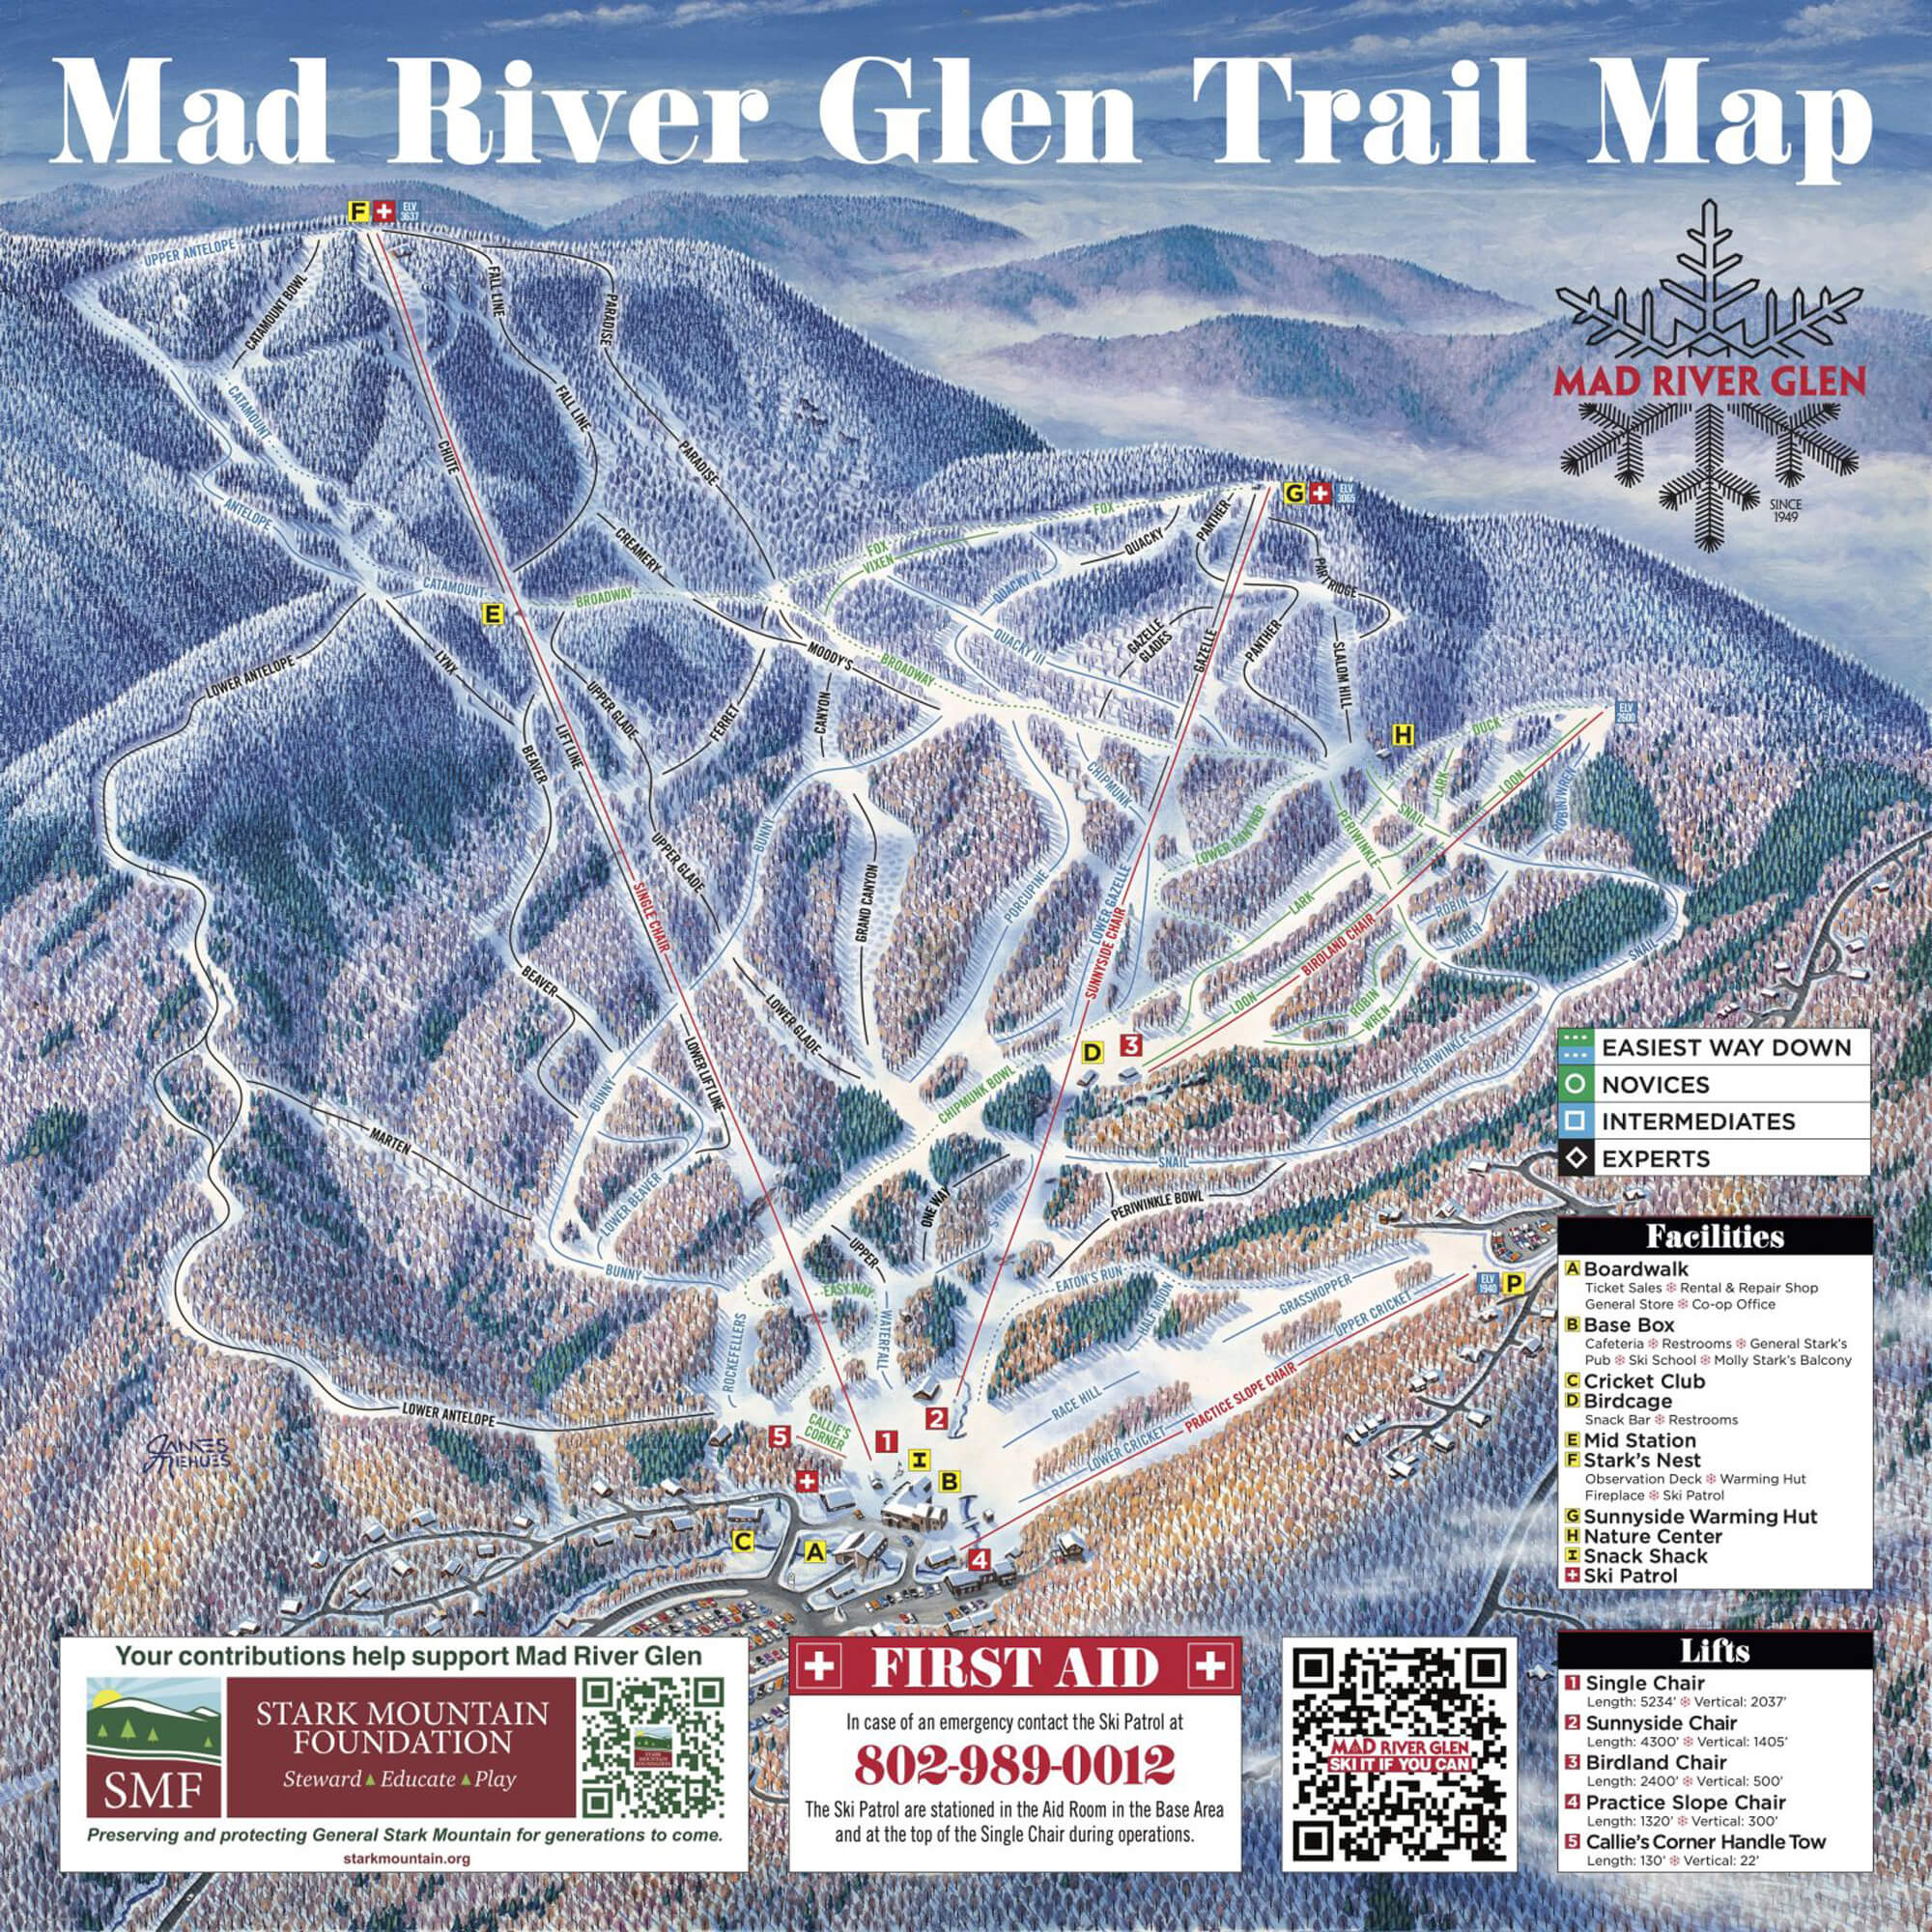 Mad River Glen Trail Map
F
ELV
3637
UPPER ANTELOPE
CATAMOUNT BOWL
FALL LINE
PARADISE
MAD RIVER GLEN
SINCE
1949
CATAMOUNT
CHUTE
FALL LINE
PARADISE
ANTELOPE
CREAMERY
FOX
FOX
VIXEN
QUACKY
PANTHER
G
ELV
3065
PARTRIDGE
CATAMOUNT
E
BROADWAY
QUACKY II
QUACKY III
GAZELLE
GLADES
GAZELLE
PANTHER
SLALOM HILL
LYNX
LOWER ANTELOPE
MOODY'S
BROADWAY
UPPER GLADE
FERRET
CANYON
BEAVER
LIFT LINE
H
DUCK
ELV
2600
CHIPMUNK
LARK
LOON
SNAIL
ROBIN/WREN
BUNNY
UPPER GLADE
LOWER PANTHER
PERIWINKLE
SINGLE CHAIR
GRAND CANYON
PORCUPINE
LOWER GAZELLE
SUNNYSIDE CHAIR
LARK
BIRDLAND CHAIR
ROBIN
WREN
SNAIL
BEAVER
LOWER GLADE
LOON
ROBIN
WREN
D
3
LOWER LIFT LINE
BUNNY
CHIPMUNK BOWL
PERIWINKLE
MARTEN
SNAIL
LOWER BEAVER
ONE WAY
S-TURN
PERIWINKLE BOWL
BUNNY
UPPER
EASY WAY
WATERFALL
EATON'S RUN
HALF MOON
GRASSHOPPER
UPPER CRICKET
ELV
1940
P
ROCKEFELLERS
LOWER ANTELOPE
RACE HILL
PRACTICE SLOPE CHAIR
LOWER CRICKET
5
CALLIE'S
CORNER
1
2
I
B
C
A
4
JAMES
NIEHUES
EASIEST WAY DOWN
NOVICES
INTERMEDIATES
EXPERTS
Facilities
A Boardwalk
Ticket Sales ❄ Rental & Repair Shop
General Store ❄ Co-op Office
B Base Box
Cafeteria ❄ Restrooms ❄ General Stark's
Pub ❄ Ski School ❄ Molly Stark's Balcony
C Cricket Club
D Birdcage
Snack Bar ❄ Restrooms
E Mid Station
F Stark's Nest
Observation Deck ❄ Warming Hut
Fireplace ❄ Ski Patrol
G Sunnyside Warming Hut
H Nature Center
I Snack Shack
+ Ski Patrol
Lifts
1 Single Chair
Length: 5234' ❄ Vertical: 2037'
2 Sunnyside Chair
Length: 4300' ❄ Vertical: 1405'
3 Birdland Chair
Length: 2400' ❄ Vertical: 500'
4 Practice Slope Chair
Length: 1320' ❄ Vertical: 300'
5 Callie's Corner Handle Tow
Length: 130' ❄ Vertical: 22'
Your contributions help support Mad River Glen
SMF
STARK MOUNTAIN
FOUNDATION
Steward ▲ Educate ▲ Play
Preserving and protecting General Stark Mountain for generations to come.
starkmountain.org
FIRST AID
In case of an emergency contact the Ski Patrol at
802-989-0012
The Ski Patrol are stationed in the Aid Room in the Base Area
and at the top of the Single Chair during operations.
MAD RIVER GLEN
SKI IT IF YOU CAN